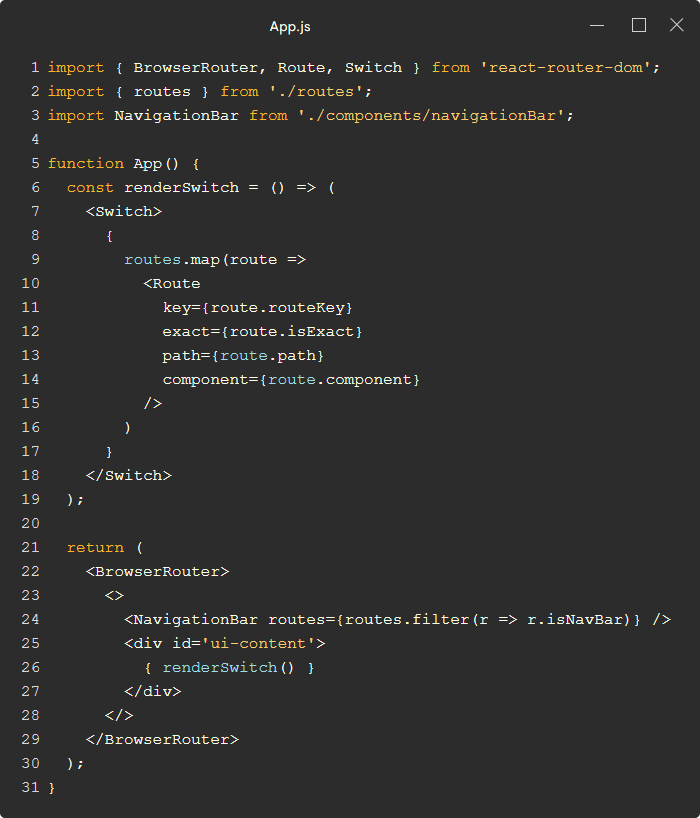 App.js
1 import { BrowserRouter, Route, Switch } from 'react-router-dom';
2 import { routes } from './routes';
3 import NavigationBar from './components/navigationBar';
4
5 function App() {
6   const renderSwitch = () => (
7     <Switch>
8       {
9         routes.map(route =>
10           <Route
11             key={route.routeKey}
12             exact={route.isExact}
13             path={route.path}
14             component={route.component}
15           />
16         )
17       }
18     </Switch>
19   );
20
21   return (
22     <BrowserRouter>
23       <>
24         <NavigationBar routes={routes.filter(r => r.isNavBar)} />
25         <div id='ui-content'>
26           { renderSwitch() }
27         </div>
28       </>
29     </BrowserRouter>
30   );
31 }